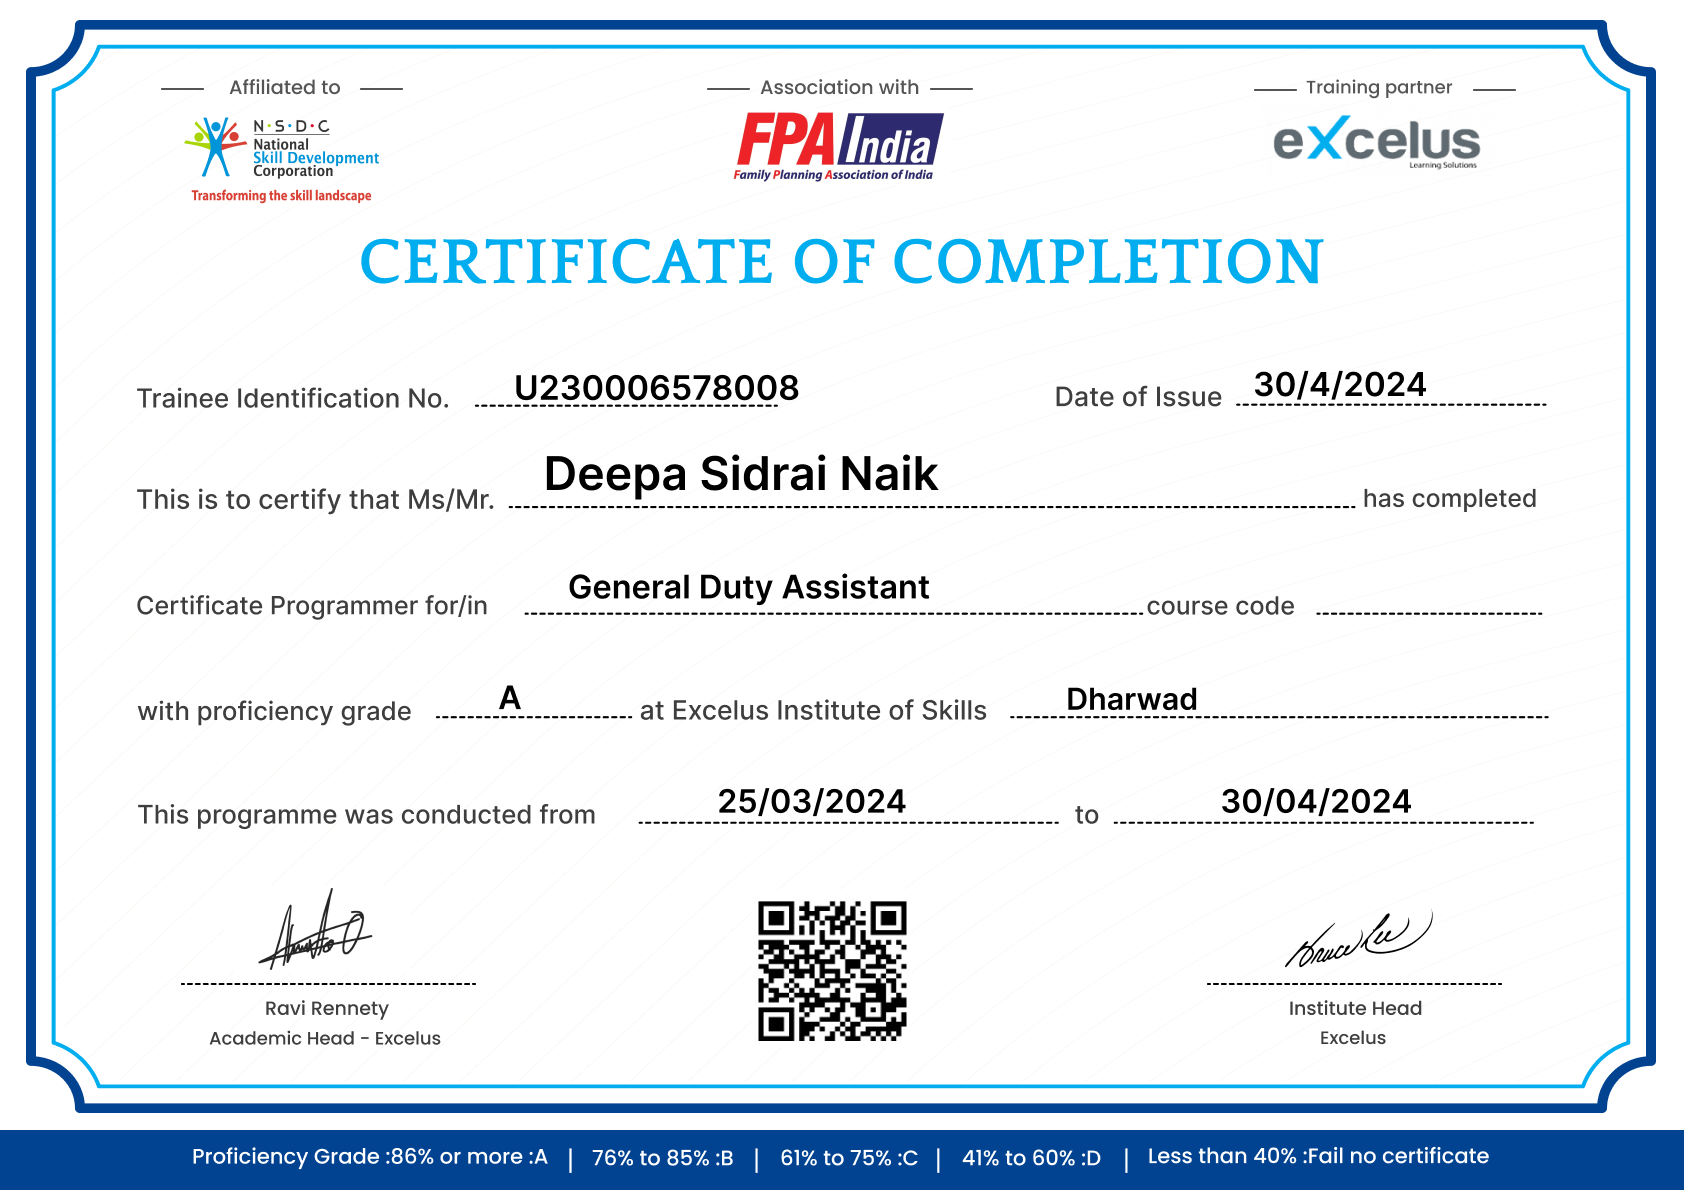 Affiliated to
N·S·D·C
National
Skill Development
Corporation
Transforming the skill landscape
Association with
FPA India
Family Planning Association of India
Training partner
eXcelus
Learning Solutions
CERTIFICATE OF COMPLETION
Trainee Identification No. U230006578008 Date of Issue 30/4/2024
This is to certify that Ms/Mr. Deepa Sidrai Naik has completed
Certificate Programmer for/in General Duty Assistant course code
with proficiency grade A at Excelus Institute of Skills Dharwad
This programme was conducted from 25/03/2024 to 30/04/2024
Bruce Lee
Ravi Rennety
Academic Head - Excelus
Institute Head
Excelus
Proficiency Grade :86% or more :A | 76% to 85% :B | 61% to 75% :C | 41% to 60% :D | Less than 40% :Fail no certificate